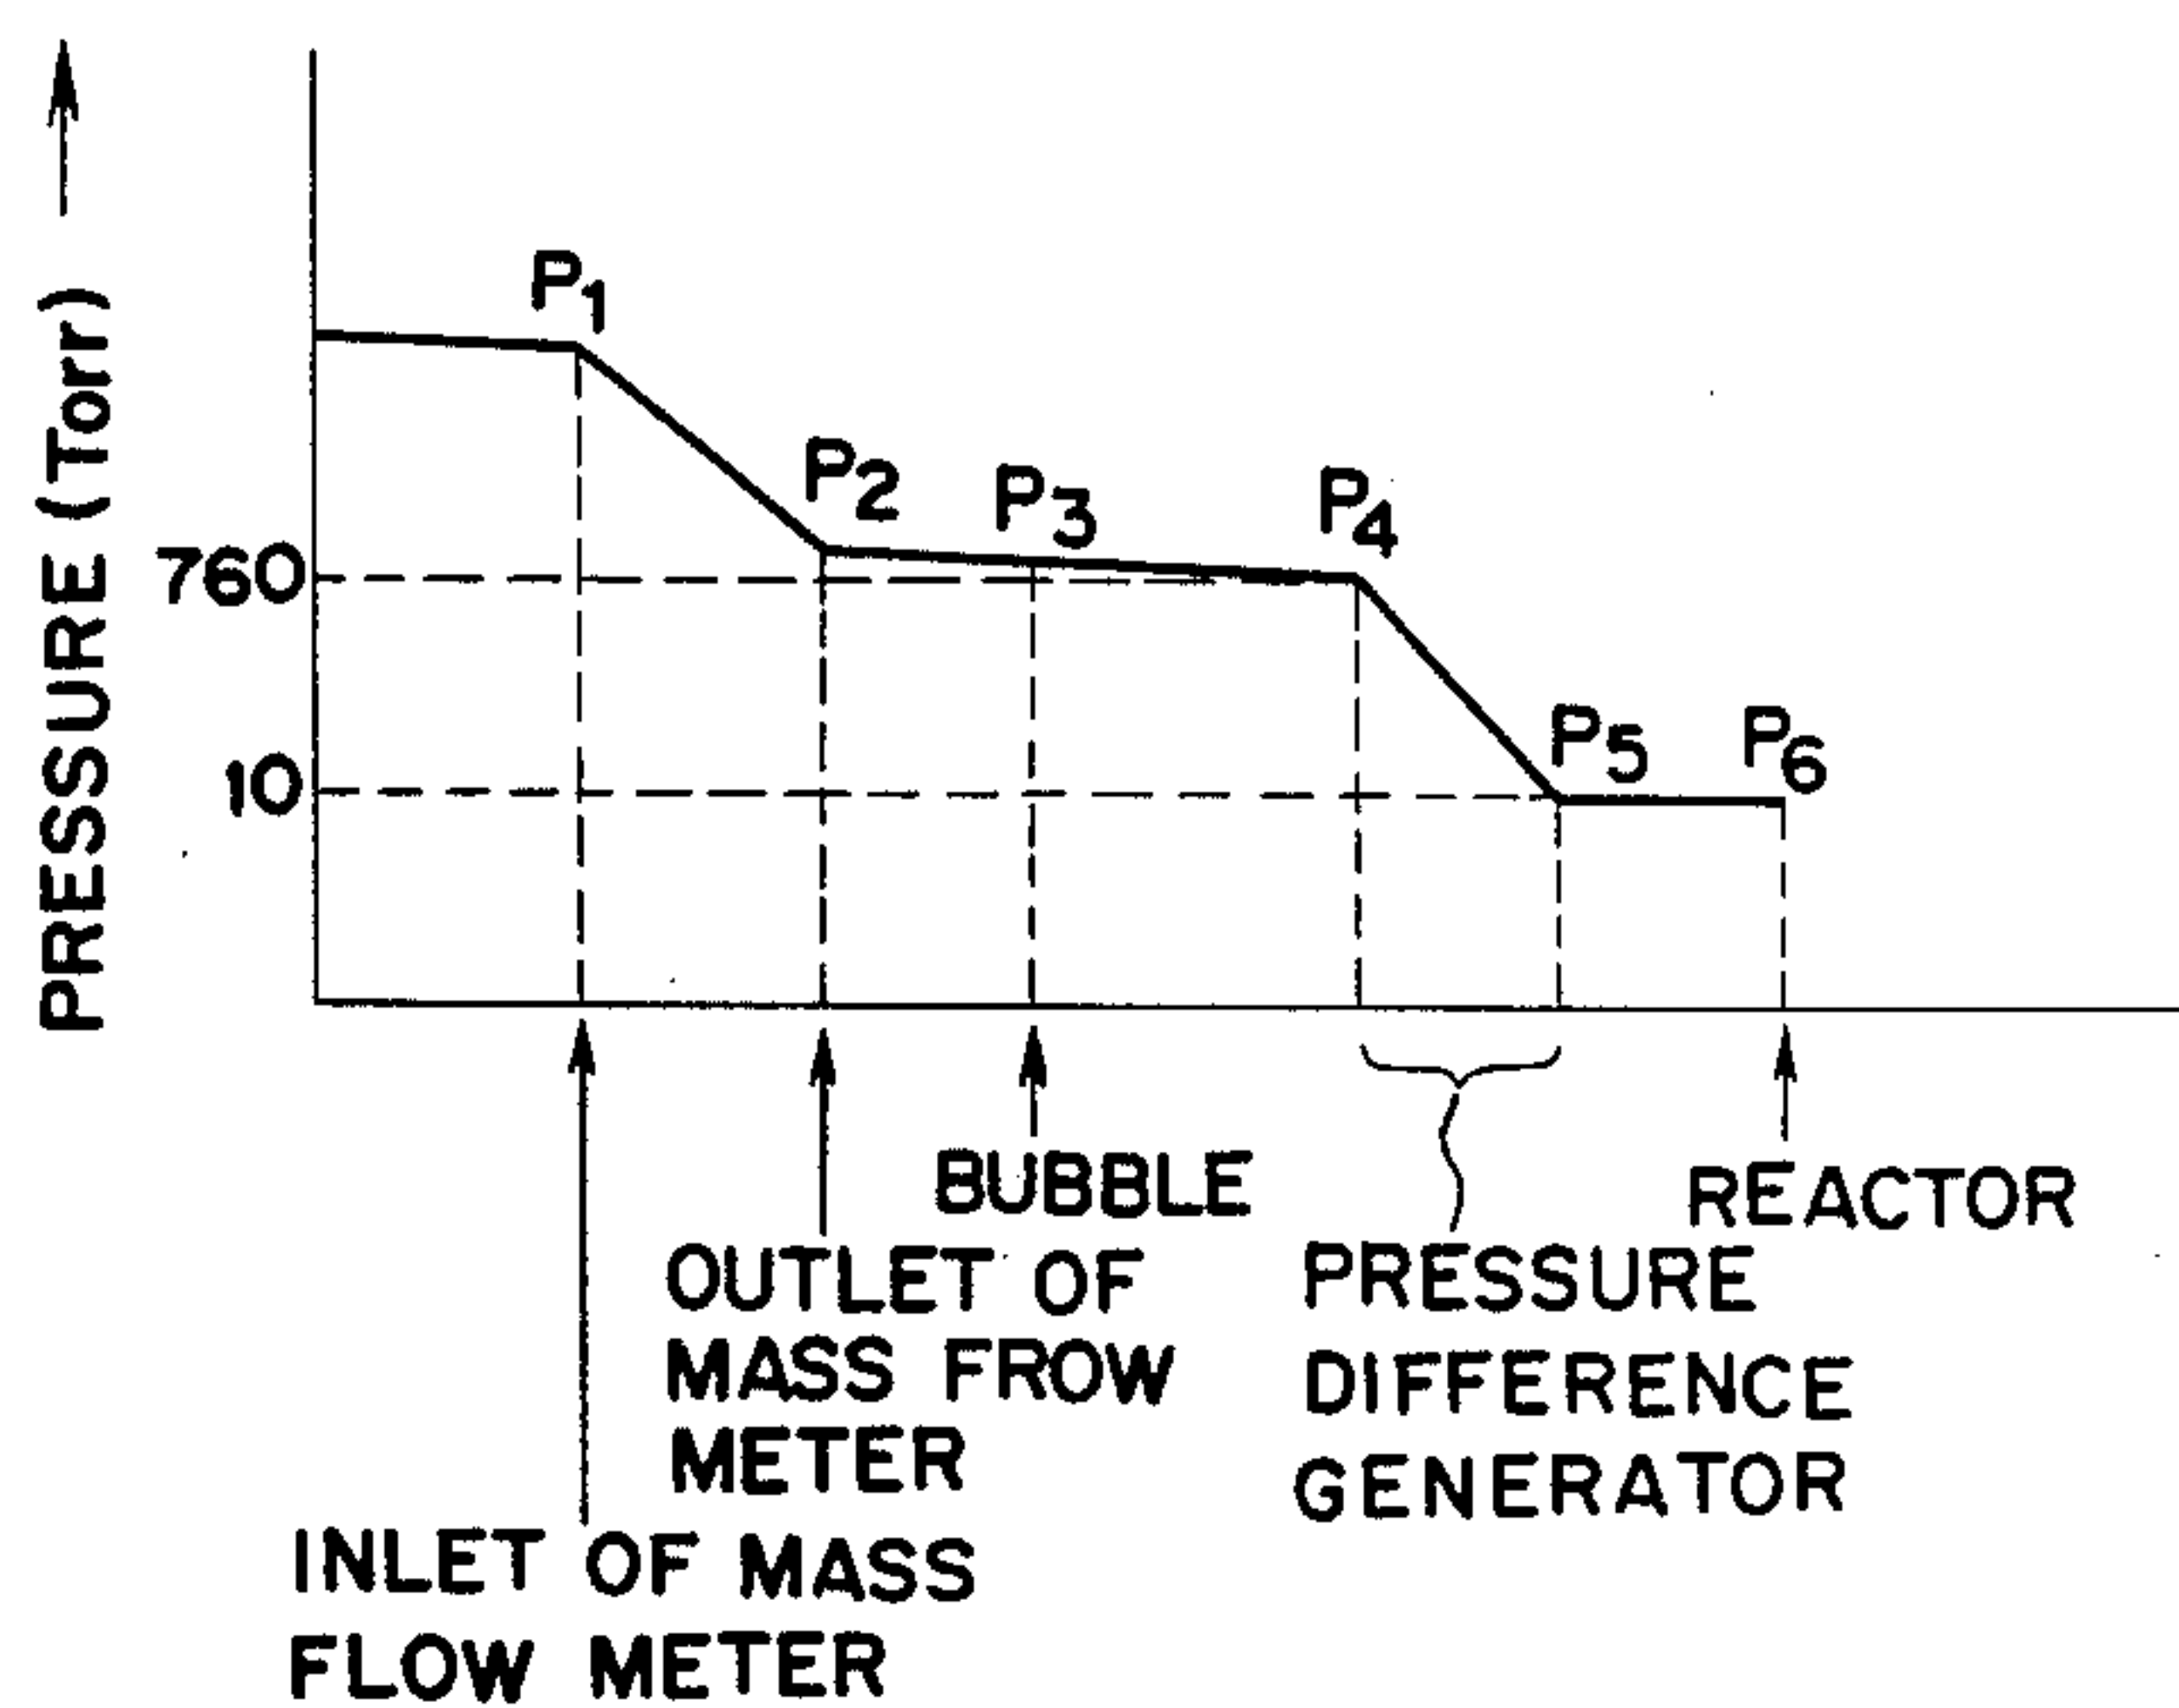 PRESSURE (Torr)
P1
P2
P3
P4
760
P5
P6
10
BUBBLE
REACTOR
OUTLET OF
MASS FROW
METER
PRESSURE
DIFFERENCE
GENERATOR
INLET OF MASS
FLOW METER